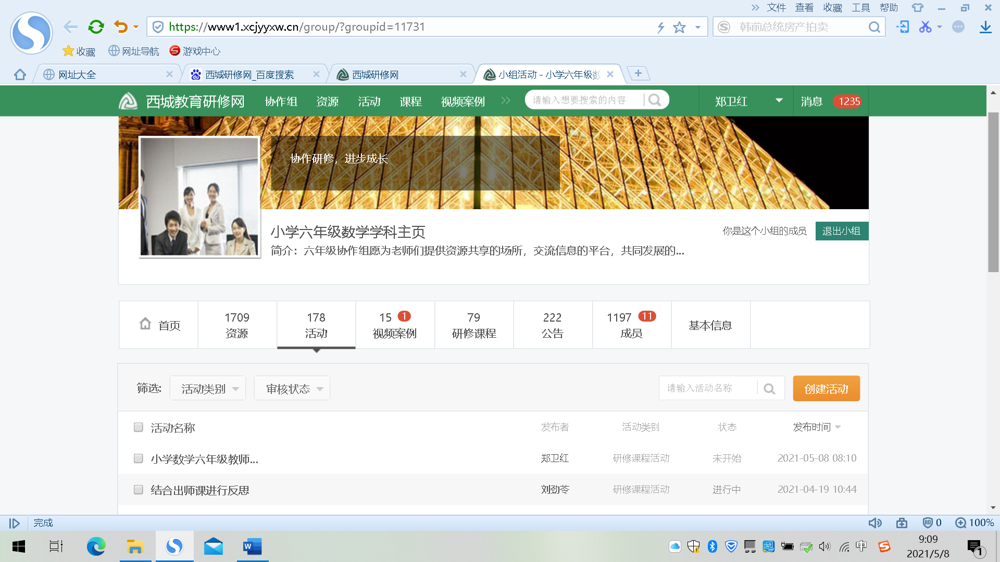 文件 查看 收藏 工具 帮助
https://www1.xcjyyxw.cn/group/?groupid=11731
韩前总统房产拍卖
收藏 网址导航 游戏中心
网址大全 西城研修网_百度搜索 西城研修网 小组活动 - 小学六年级数
西城教育研修网 协作组 资源 活动 课程 视频案例 请输入想要搜索的内容 郑卫红 消息 1235
协作研修，进步成长
小学六年级数学学科主页 你是这个小组的成员 退出小组
简介：六年级协作组愿为老师们提供资源共享的场所，交流信息的平台，共同发展的...
首页
1709 资源
178 活动
15 1 视频案例
79 研修课程
222 公告
1197 11 成员
基本信息
筛选: 活动类别 审核状态 请输入活动名称 创建活动
活动名称 发布者 活动类别 状态 发布时间
小学数学六年级教师... 郑卫红 研修课程活动 未开始 2021-05-08 08:10
结合出师课进行反思 刘劲苓 研修课程活动 进行中 2021-04-19 10:44
完成 0 100%
中 9:09
2021/5/8 1